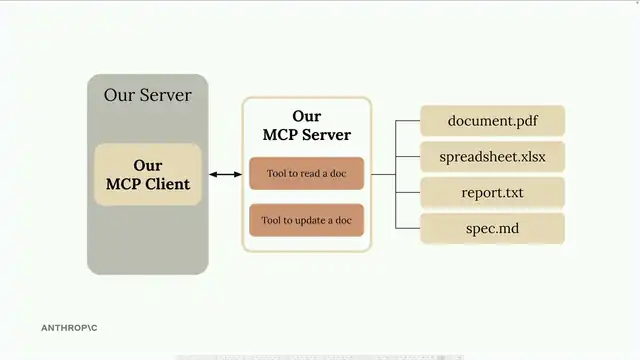 Our Server
Our
MCP Client
Our
MCP Server
Tool to read a doc
Tool to update a doc
document.pdf
spreadsheet.xlsx
report.txt
spec.md
ANTHROP\C